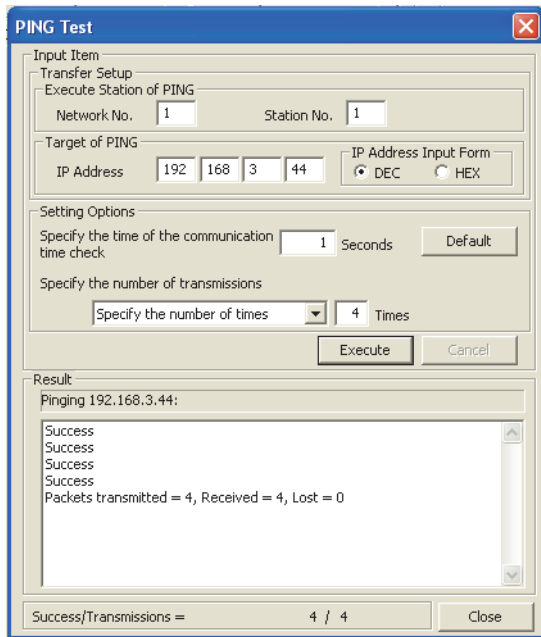 PING Test
Input Item
Transfer Setup
Execute Station of PING
Network No. 1 Station No. 1
Target of PING
IP Address Input Form
IP Address 192 168 3 44 DEC HEX
Setting Options
Specify the time of the communication
time check 1 Seconds Default
Specify the number of transmissions
Specify the number of times 4 Times
Execute Cancel
Result
Pinging 192.168.3.44:
Success
Success
Success
Success
Packets transmitted = 4, Received = 4, Lost = 0
Success/Transmissions = 4 / 4 Close